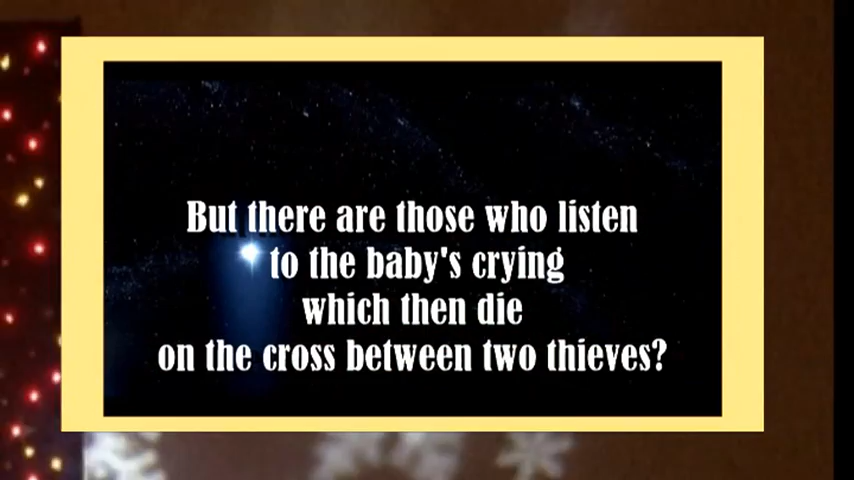 But there are those who listen
to the baby's crying
which then die
on the cross between two thieves?